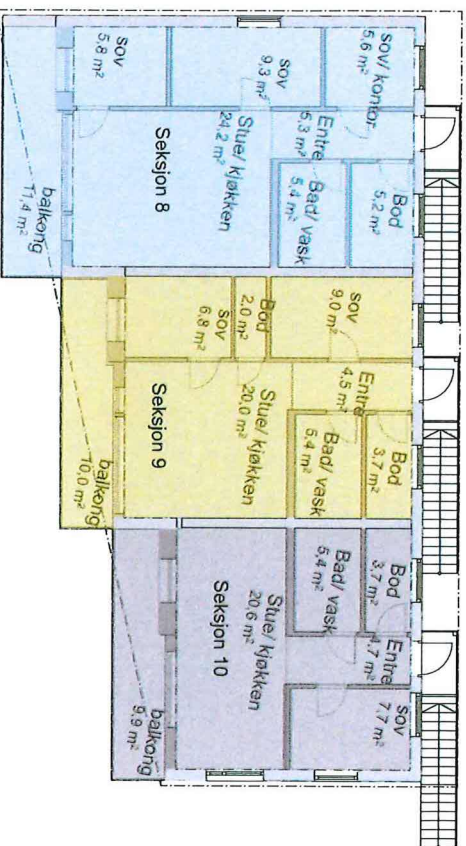 sov/ kontor
5,6 m²
sov
9,3 m²
sov
5,8 m²
Bod
5,2 m²
Entre
6,3 m²
Bad/ vask
5,4 m²
Stue/ kjøkken
24,2 m²
Seksjon 8
balkong
11,4 m²
sov
9,0 m²
Bod
2,0 m²
sov
6,8 m²
Entre
4,5 m²
Bod
3,7 m²
Bad/ vask
5,4 m²
Stue/ kjøkken
20,0 m²
Seksjon 9
balkong
10,0 m²
Bod
3,7 m²
Bad/ vask
5,4 m²
Entre
4,7 m²
sov
7,7 m²
Stue/ kjøkken
20,6 m²
Seksjon 10
balkong
9,9 m²